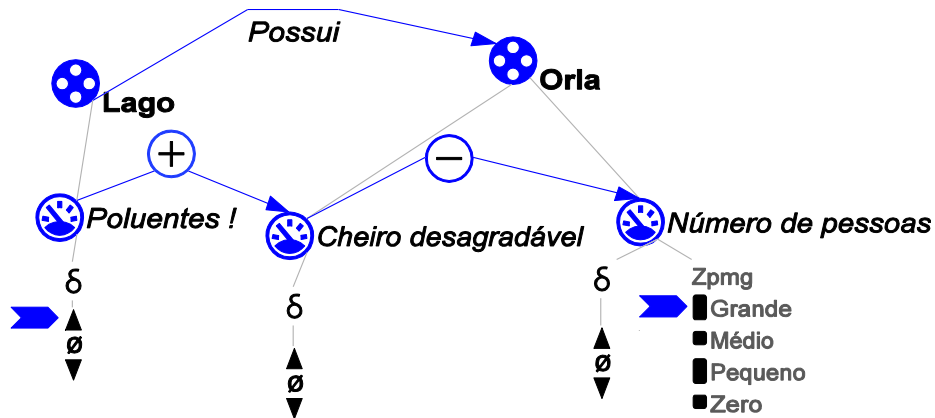 Possui
Orla
Lago
+
−
Poluentes !
Cheiro desagradável
Número de pessoas
δ
δ
δ
Zpmg
Grande
Médio
Pequeno
Zero
ø
ø
ø